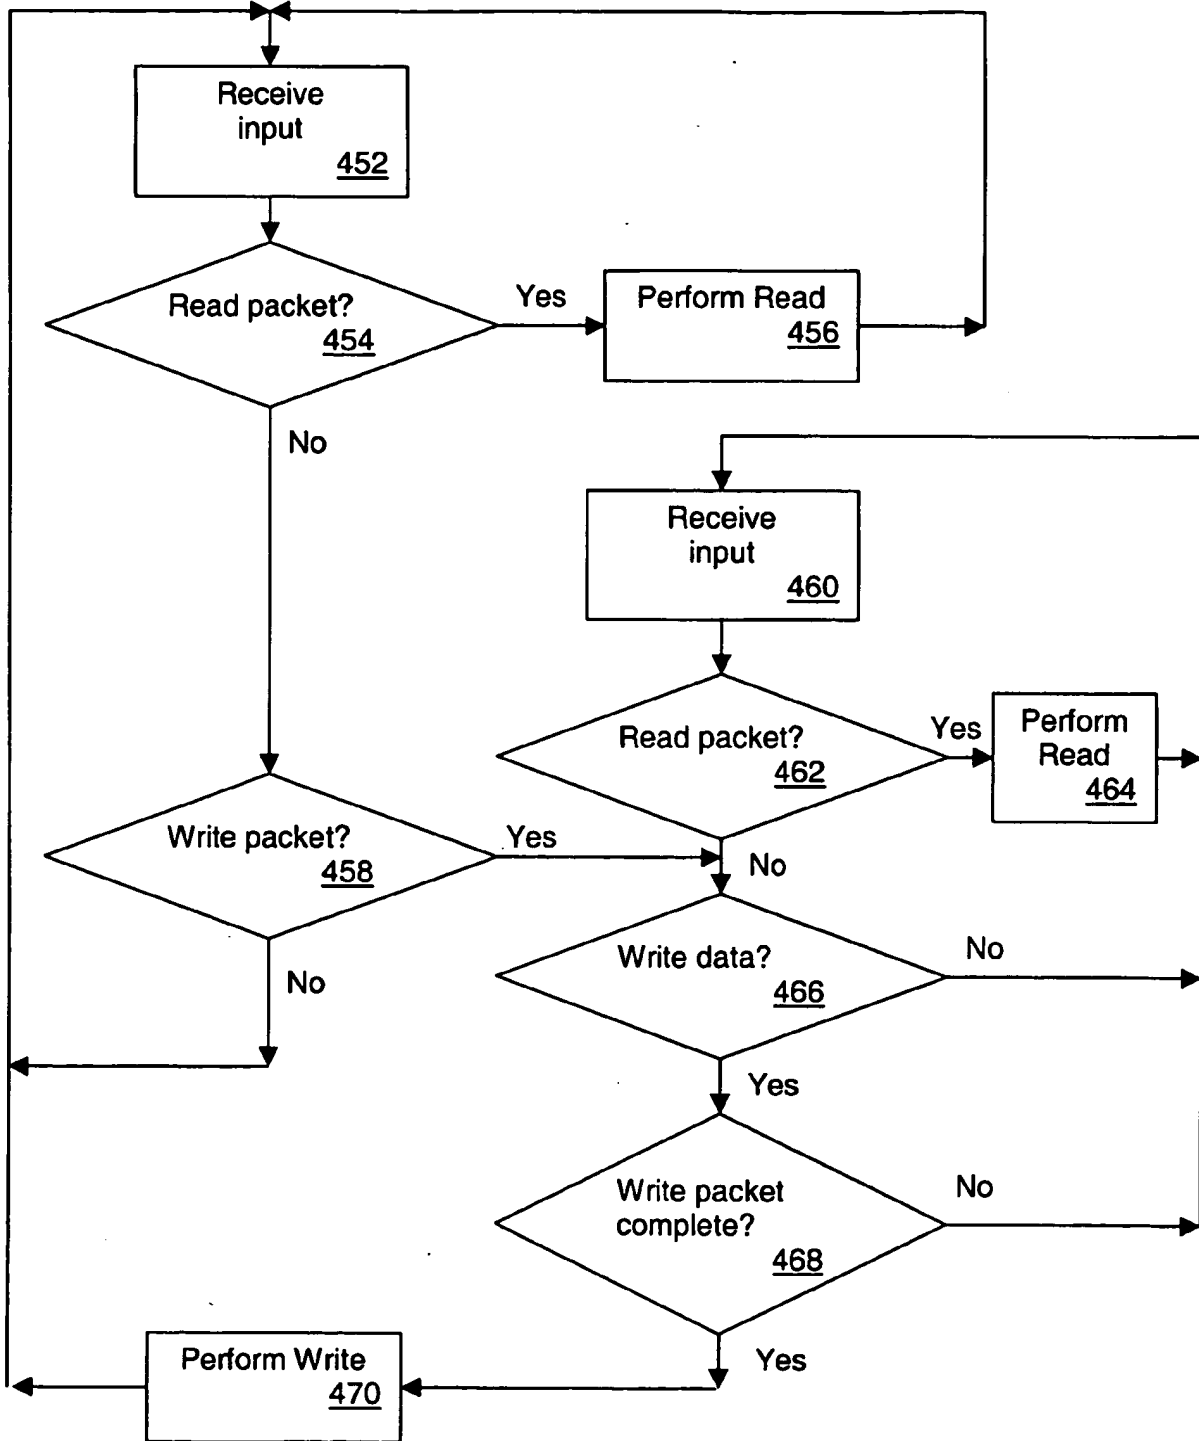 Receive
input
452
Read packet?
454
Yes
Perform Read
456
No
Receive
input
460
Read packet?
462
Yes
Perform
Read
464
Write packet?
458
Yes
No
No
Write data?
466
No
Yes
Write packet
complete?
468
No
Yes
Perform Write
470